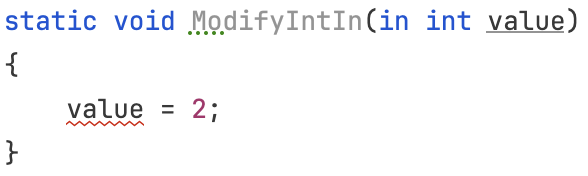 static void ModifyIntIn(in int value)
{
    value = 2;
}